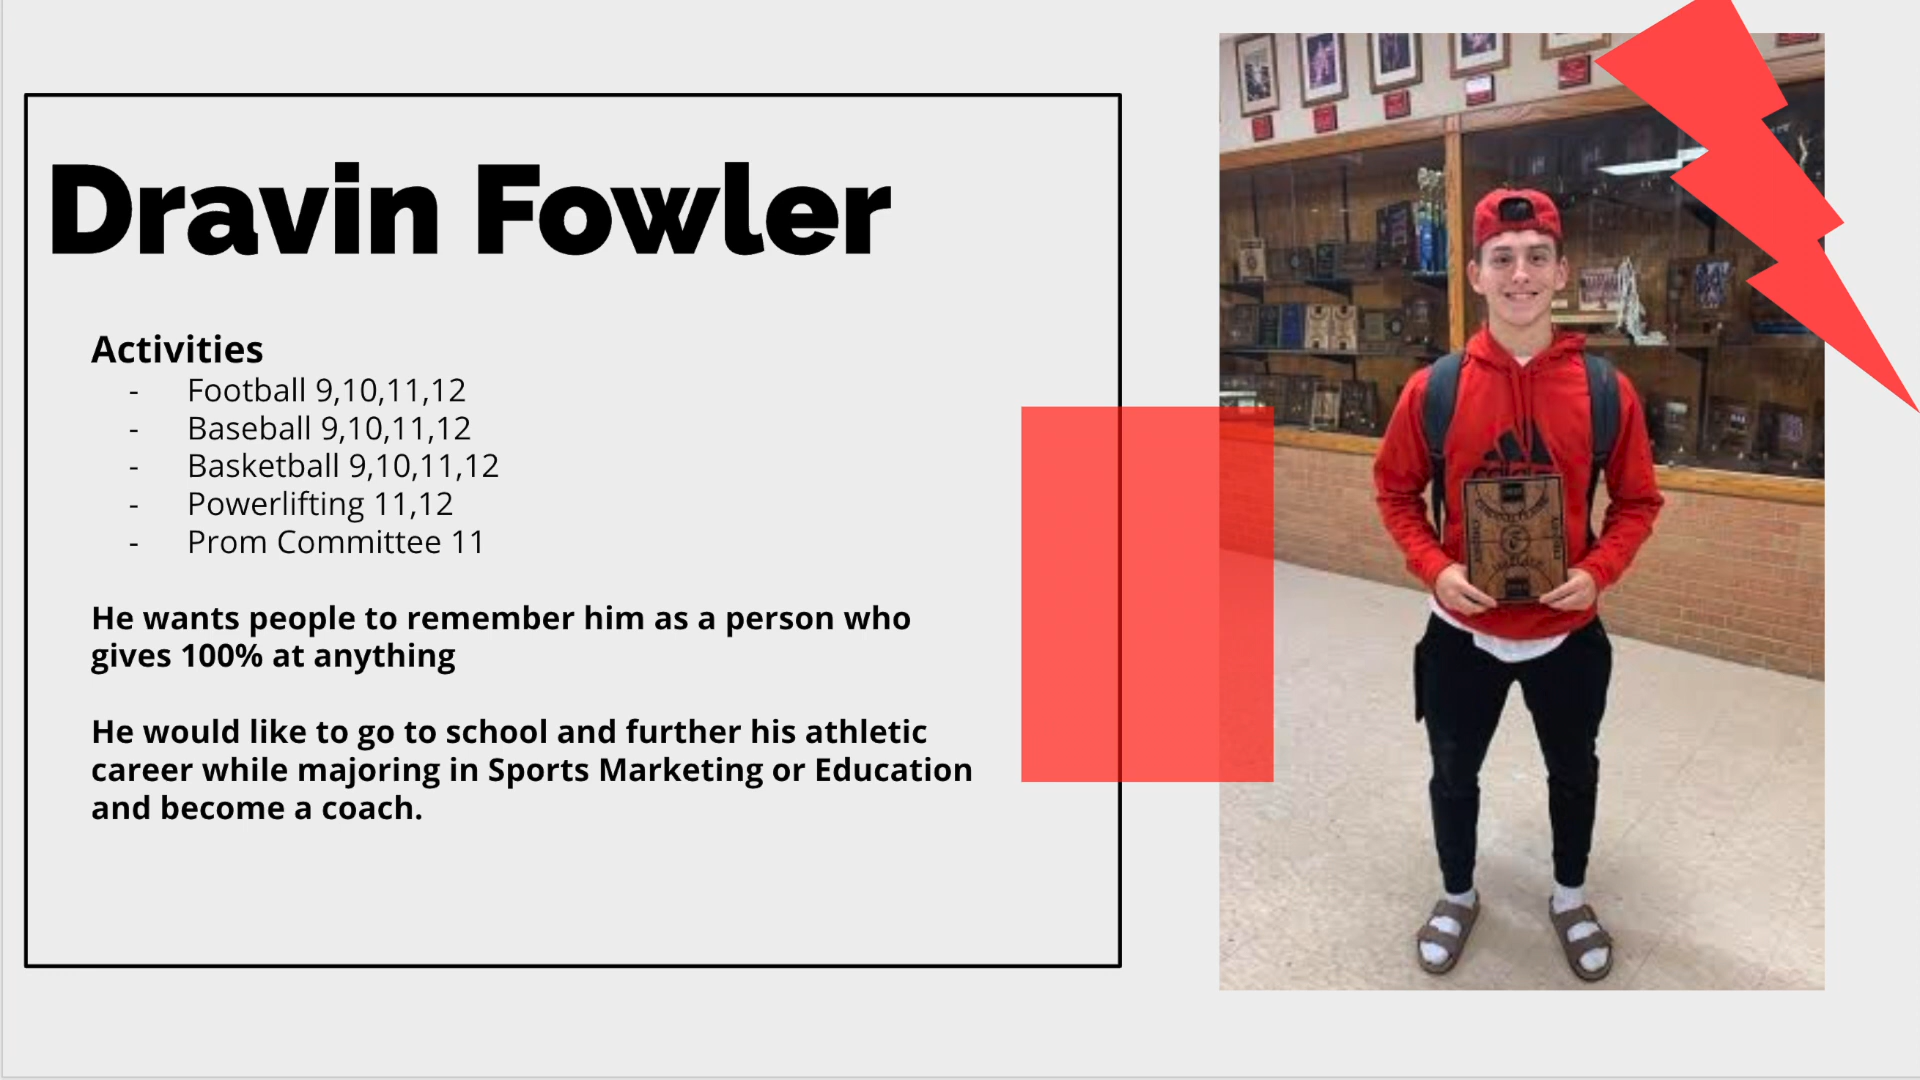 Dravin Fowler
Activities
- Football 9,10,11,12
- Baseball 9,10,11,12
- Basketball 9,10,11,12
- Powerlifting 11,12
- Prom Committee 11
He wants people to remember him as a person who
gives 100% at anything
He would like to go to school and further his athletic
career while majoring in Sports Marketing or Education
and become a coach.